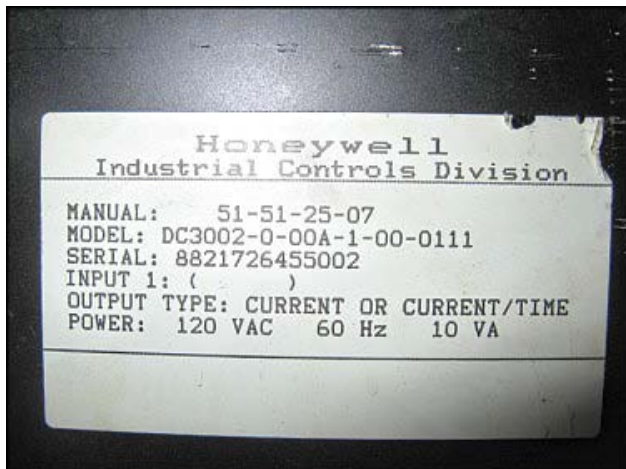 Honeywell
Industrial Controls Division
MANUAL: 51-51-25-07
MODEL: DC3002-0-00A-1-00-0111
SERIAL: 8821726455002
INPUT 1: ( )
OUTPUT TYPE: CURRENT OR CURRENT/TIME
POWER: 120 VAC 60 Hz 10 VA